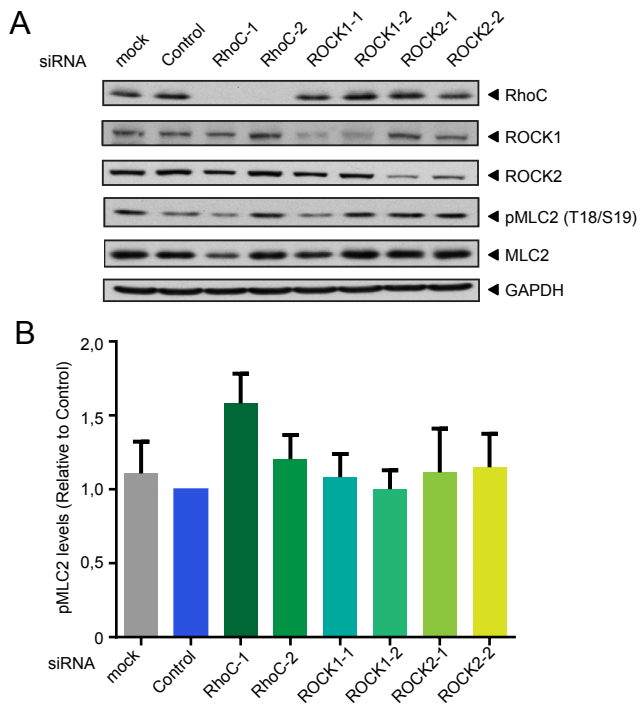 A
siRNA
mock
Control
RhoC-1
RhoC-2
ROCK1-1
ROCK1-2
ROCK2-1
ROCK2-2
RhoC
ROCK1
ROCK2
pMLC2 (T18/S19)
MLC2
GAPDH
B
pMLC2 levels (Relative to Control)
2,0
1,5
1,0
0,5
0
siRNA
mock
Control
RhoC-1
RhoC-2
ROCK1-1
ROCK1-2
ROCK2-1
ROCK2-2